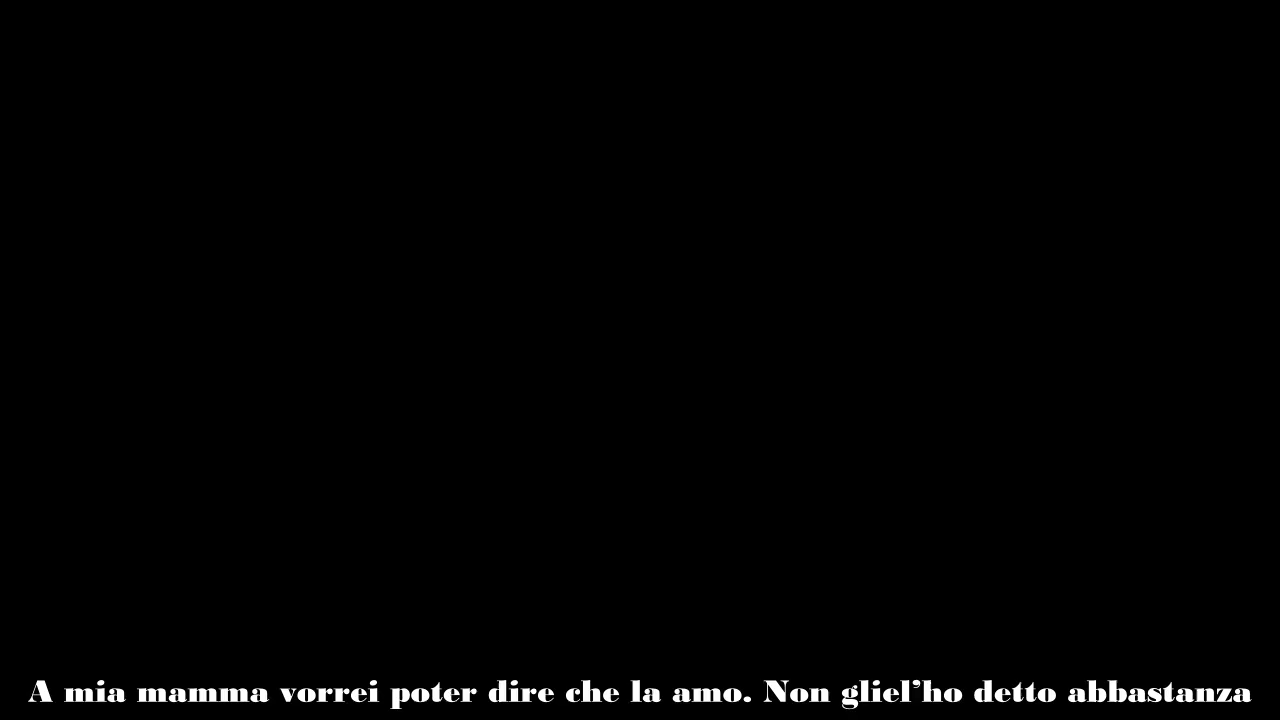 A mia mamma vorrei poter dire che la amo. Non gliel’ho detto abbastanza